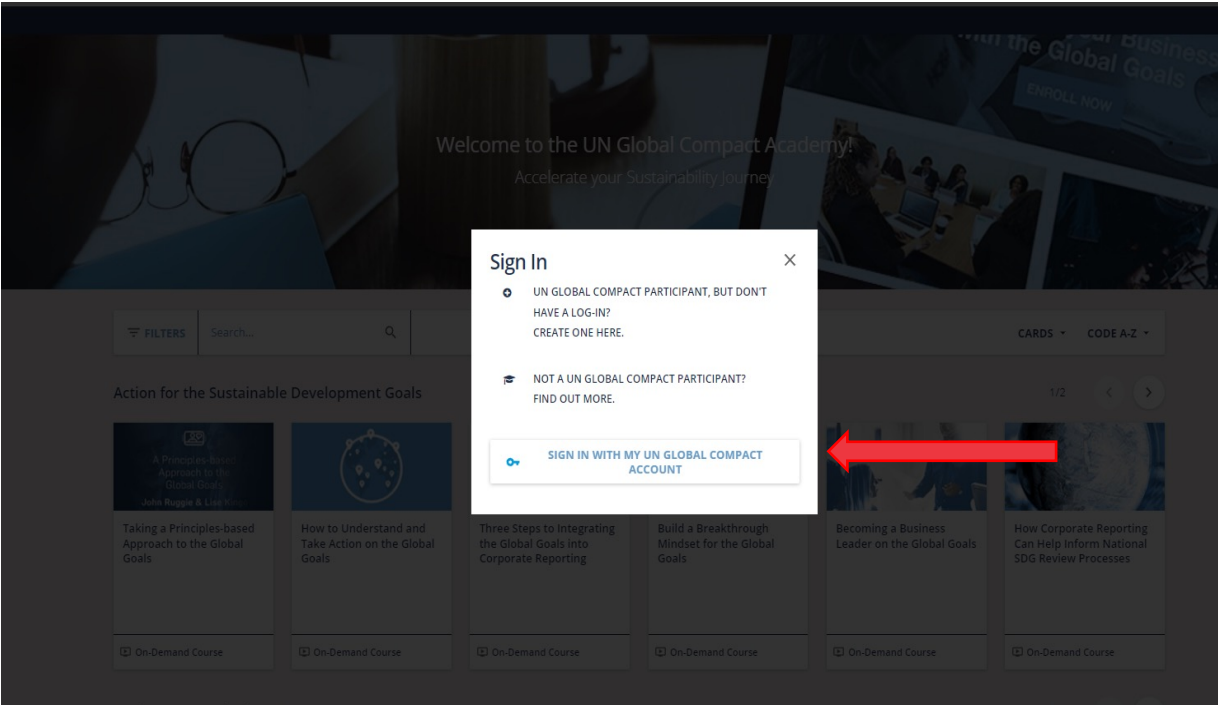 with the Global Goals
ENROLL NOW
Welcome to the UN Global Compact Academy!
Accelerate your Sustainability Journey
Sign In
UN GLOBAL COMPACT PARTICIPANT, BUT DON'T
HAVE A LOG-IN?
CREATE ONE HERE.
NOT A UN GLOBAL COMPACT PARTICIPANT?
FIND OUT MORE.
SIGN IN WITH MY UN GLOBAL COMPACT
ACCOUNT
FILTERS
Search...
CARDS
CODE A-Z
Action for the Sustainable Development Goals
1/2
A Principles-based
Approach to the
Global Goals
John Ruggie & Lise
Taking a Principles-based
Approach to the Global
Goals
On-Demand Course
How to Understand and
Take Action on the Global
Goals
On-Demand Course
Three Steps to Integrating
the Global Goals into
Corporate Reporting
On-Demand Course
Build a Breakthrough
Mindset for the Global
Goals
On-Demand Course
Becoming a Business
Leader on the Global Goals
On-Demand Course
How Corporate Reporting
Can Help Inform National
SDG Review Processes
On-Demand Course